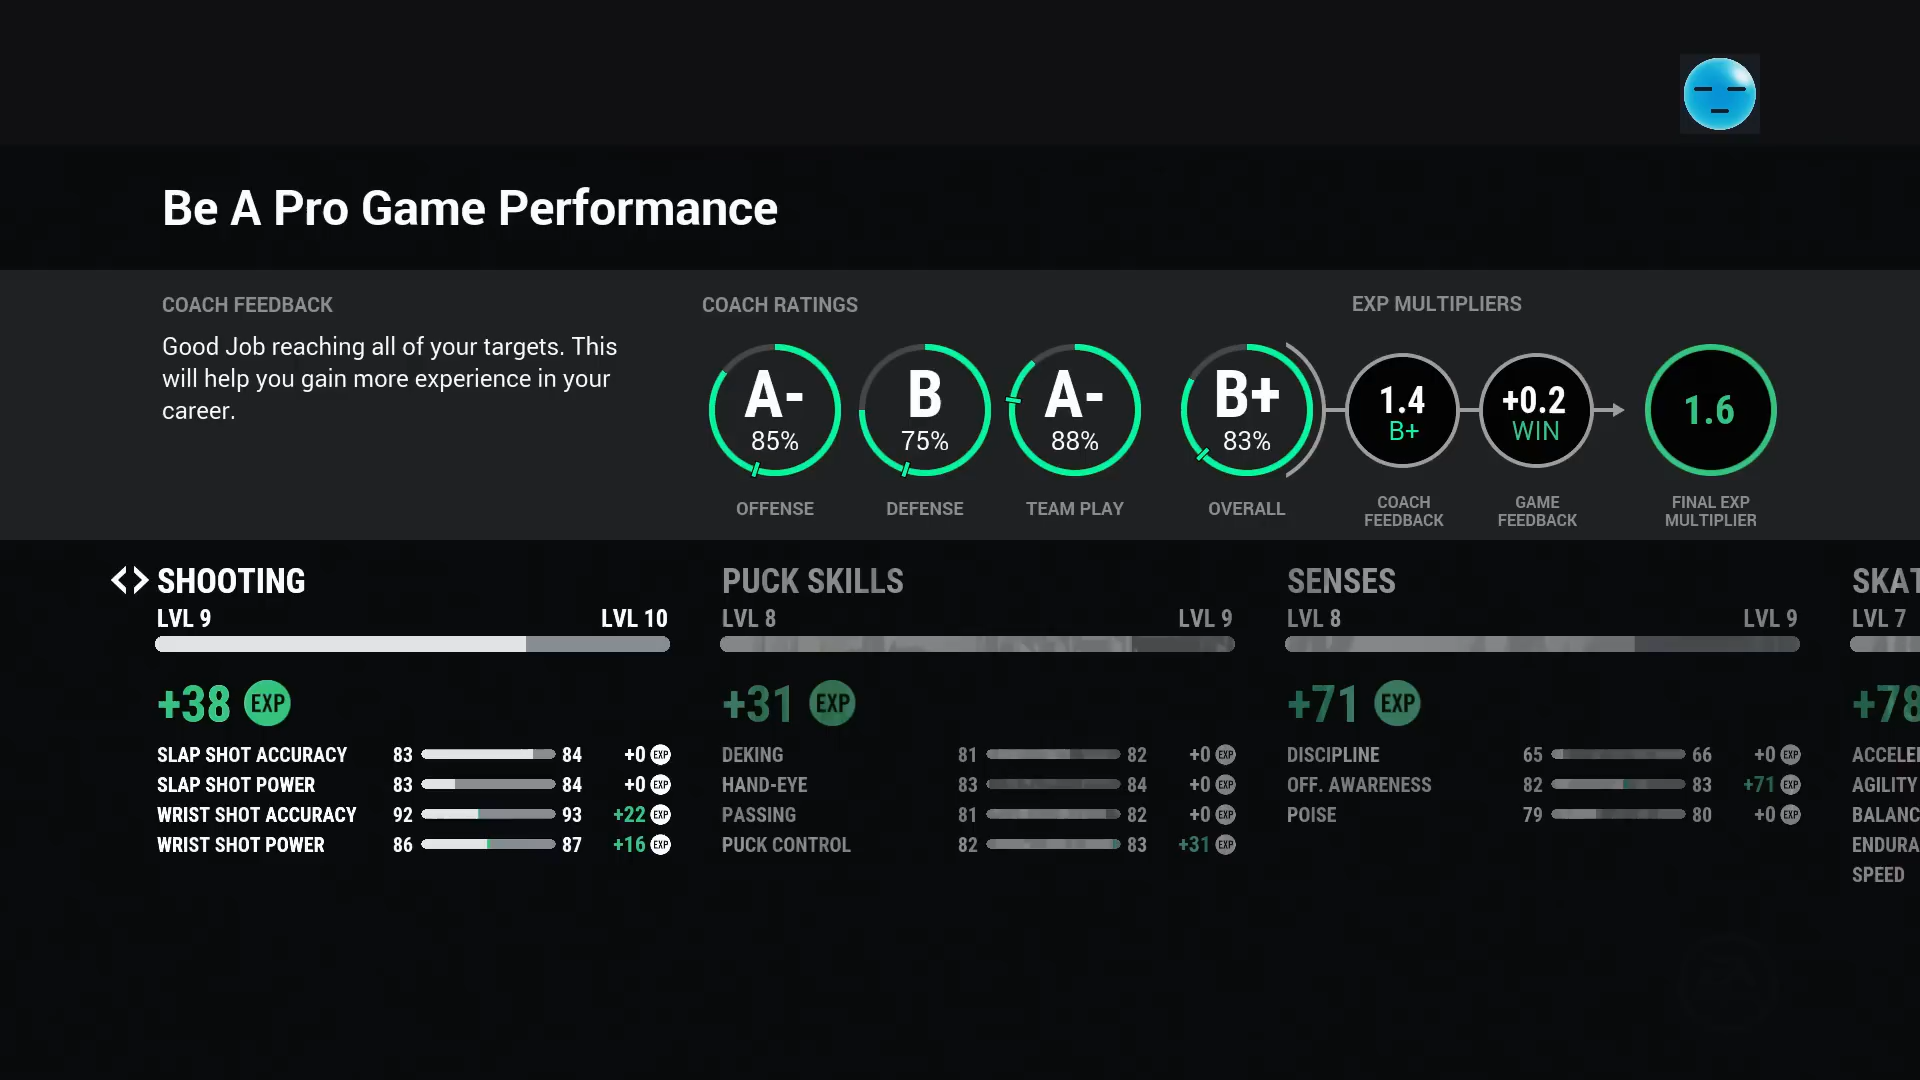 Be A Pro Game Performance
COACH FEEDBACK
Good Job reaching all of your targets. This
will help you gain more experience in your
career.
COACH RATINGS
A-
85%
OFFENSE
B
75%
DEFENSE
A-
88%
TEAM PLAY
B+
83%
OVERALL
EXP MULTIPLIERS
1.4
B+
COACH
FEEDBACK
+0.2
WIN
GAME
FEEDBACK
1.6
FINAL EXP
MULTIPLIER
SHOOTING
LVL 9 LVL 10
+38 EXP
SLAP SHOT ACCURACY 83 84 +0 EXP
SLAP SHOT POWER 83 84 +0 EXP
WRIST SHOT ACCURACY 92 93 +22 EXP
WRIST SHOT POWER 86 87 +16 EXP
PUCK SKILLS
LVL 8 LVL 9
+31 EXP
DEKING 81 82 +0 EXP
HAND-EYE 83 84 +0 EXP
PASSING 81 82 +0 EXP
PUCK CONTROL 82 83 +31 EXP
SENSES
LVL 8 LVL 9
+71 EXP
DISCIPLINE 65 66 +0 EXP
OFF. AWARENESS 82 83 +71 EXP
POISE 79 80 +0 EXP
SKAT
LVL 7
+78
ACCELE
AGILITY
BALANC
ENDURA
SPEED